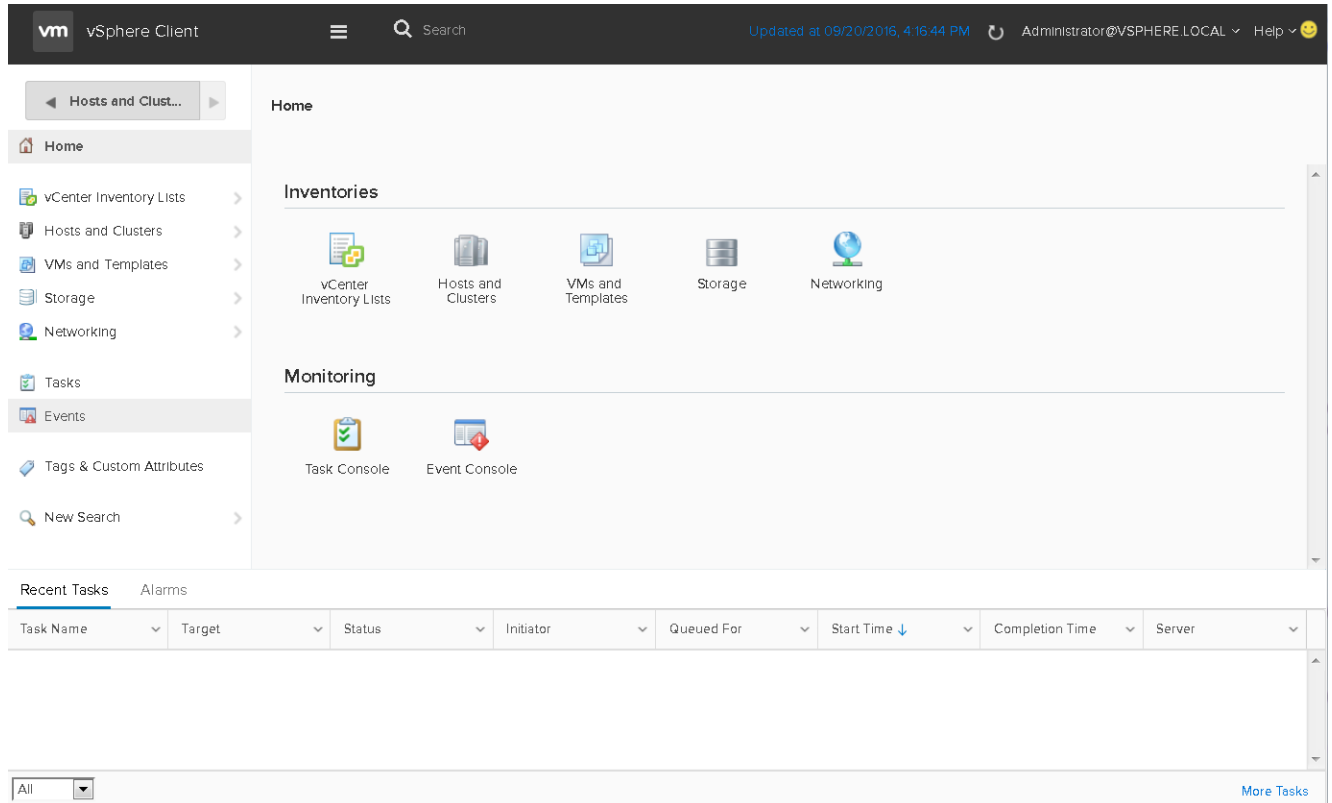 vm vSphere Client Search Updated at 09/20/2016, 4:16:44 PM Administrator@VSPHERE.LOCAL Help
Hosts and Clust...
Home
vCenter Inventory Lists
Hosts and Clusters
VMs and Templates
Storage
Networking
Tasks
Events
Tags & Custom Attributes
New Search
Home
Inventories
vCenter
Inventory Lists
Hosts and
Clusters
VMs and
Templates
Storage
Networking
Monitoring
Task Console
Event Console
Recent Tasks Alarms
Task Name Target Status Initiator Queued For Start Time Completion Time Server
All
More Tasks